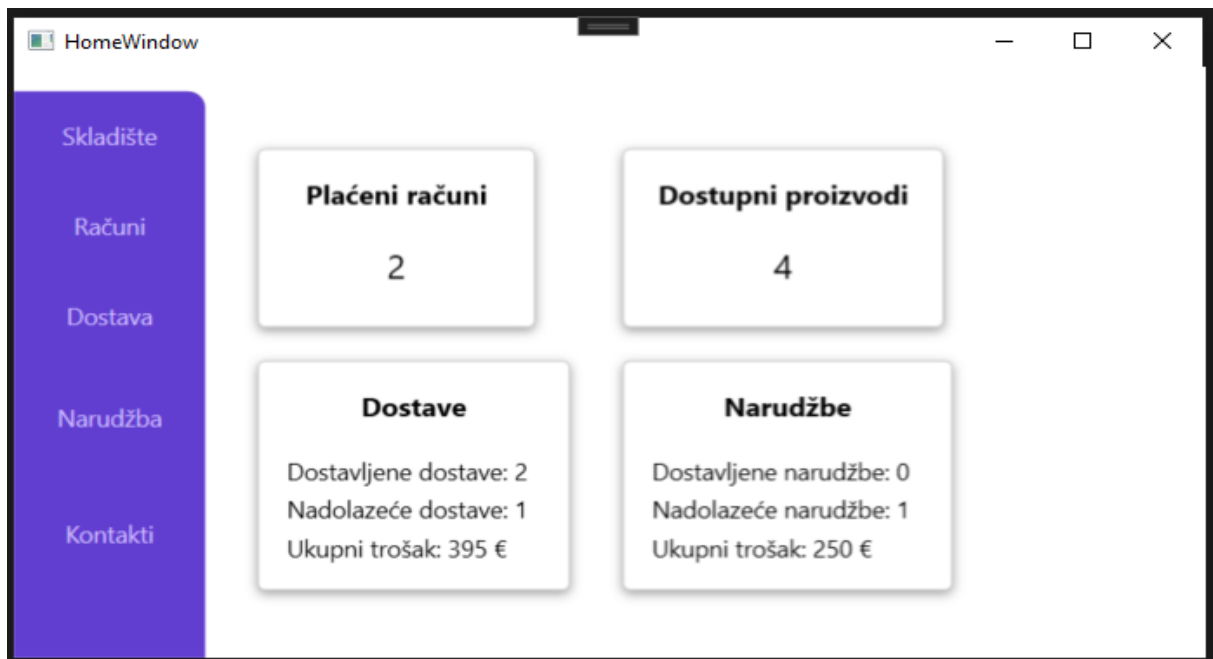 HomeWindow
Skladište
Računi
Dostava
Narudžba
Kontakti
Plaćeni računi
2
Dostupni proizvodi
4
Dostave
Dostavljene dostave: 2
Nadolazeće dostave: 1
Ukupni trošak: 395 €
Narudžbe
Dostavljene narudžbe: 0
Nadolazeće narudžbe: 1
Ukupni trošak: 250 €